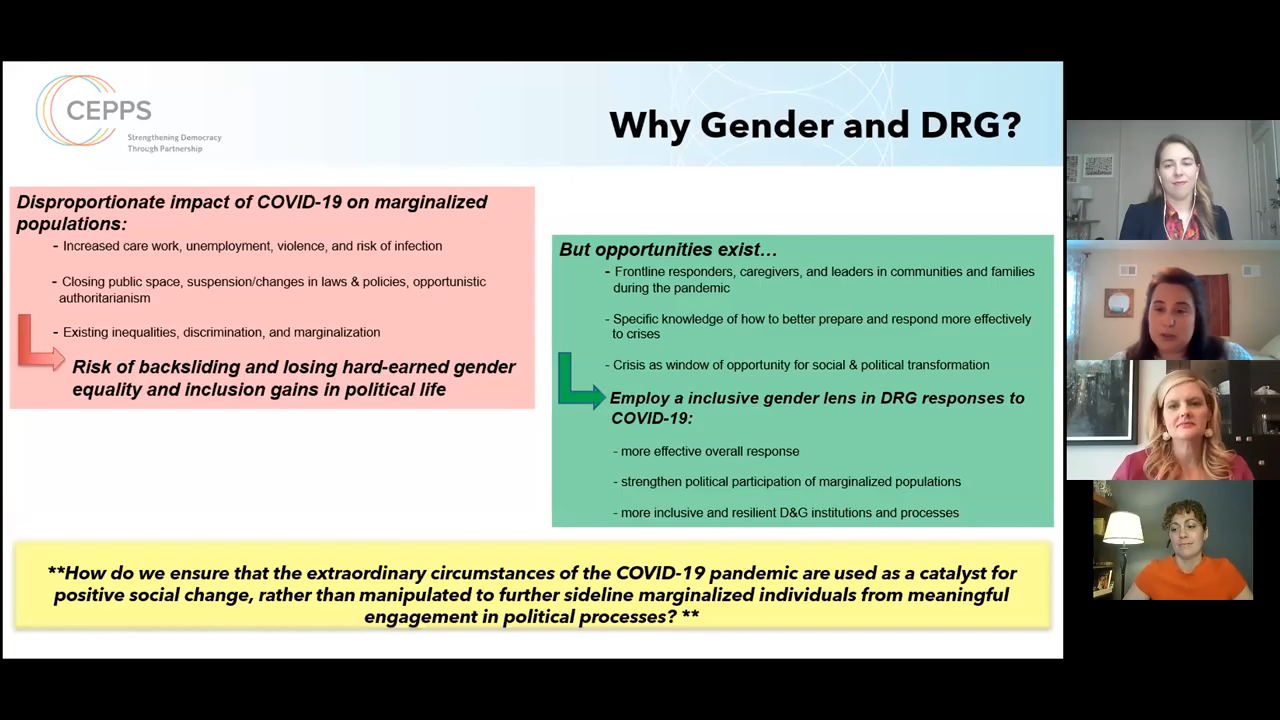 CEPPS
Strengthening Democracy
Through Partnership
Why Gender and DRG?
Disproportionate impact of COVID-19 on marginalized
populations:
- Increased care work, unemployment, violence, and risk of infection
- Closing public space, suspension/changes in laws & policies, opportunistic
authoritarianism
- Existing inequalities, discrimination, and marginalization
Risk of backsliding and losing hard-earned gender
equality and inclusion gains in political life
But opportunities exist…
- Frontline responders, caregivers, and leaders in communities and families
during the pandemic
- Specific knowledge of how to better prepare and respond more effectively
to crises
- Crisis as window of opportunity for social & political transformation
Employ a inclusive gender lens in DRG responses to
COVID-19:
- more effective overall response
- strengthen political participation of marginalized populations
- more inclusive and resilient D&G institutions and processes
**How do we ensure that the extraordinary circumstances of the COVID-19 pandemic are used as a catalyst for
positive social change, rather than manipulated to further sideline marginalized individuals from meaningful
engagement in political processes? **